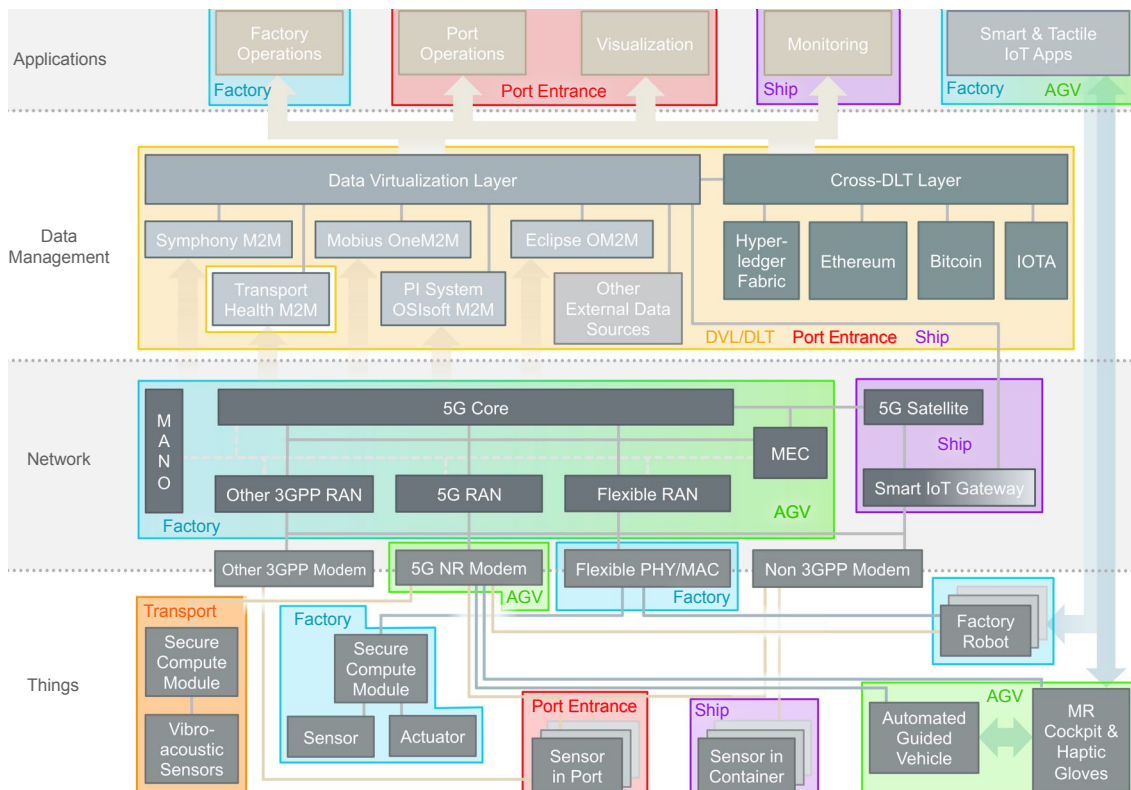 Applications
Factory
Operations
Factory
Port
Operations
Visualization
Port Entrance
Monitoring
Ship
Smart & Tactile
IoT Apps
Factory
AGV
Data
Management
Data Virtualization Layer
Cross-DLT Layer
Symphony M2M
Mobius OneM2M
Eclipse OM2M
Transport
Health M2M
PI System
OSIsoft M2M
Other
External Data
Sources
Hyper-
ledger
Fabric
Ethereum
Bitcoin
IOTA
DVL/DLT
Port Entrance
Ship
Network
MANO
5G Core
MEC
Other 3GPP RAN
5G RAN
Flexible RAN
Factory
AGV
5G Satellite
Ship
Smart IoT Gateway
Other 3GPP Modem
5G NR Modem
AGV
Flexible PHY/MAC
Factory
Non 3GPP Modem
Things
Transport
Secure
Compute
Module
Vibro-
acoustic
Sensors
Factory
Secure
Compute
Module
Sensor
Actuator
Port Entrance
Sensor
in Port
Ship
Sensor in
Container
Factory
Robot
Factory
AGV
Automated
Guided
Vehicle
MR
Cockpit &
Haptic
Gloves